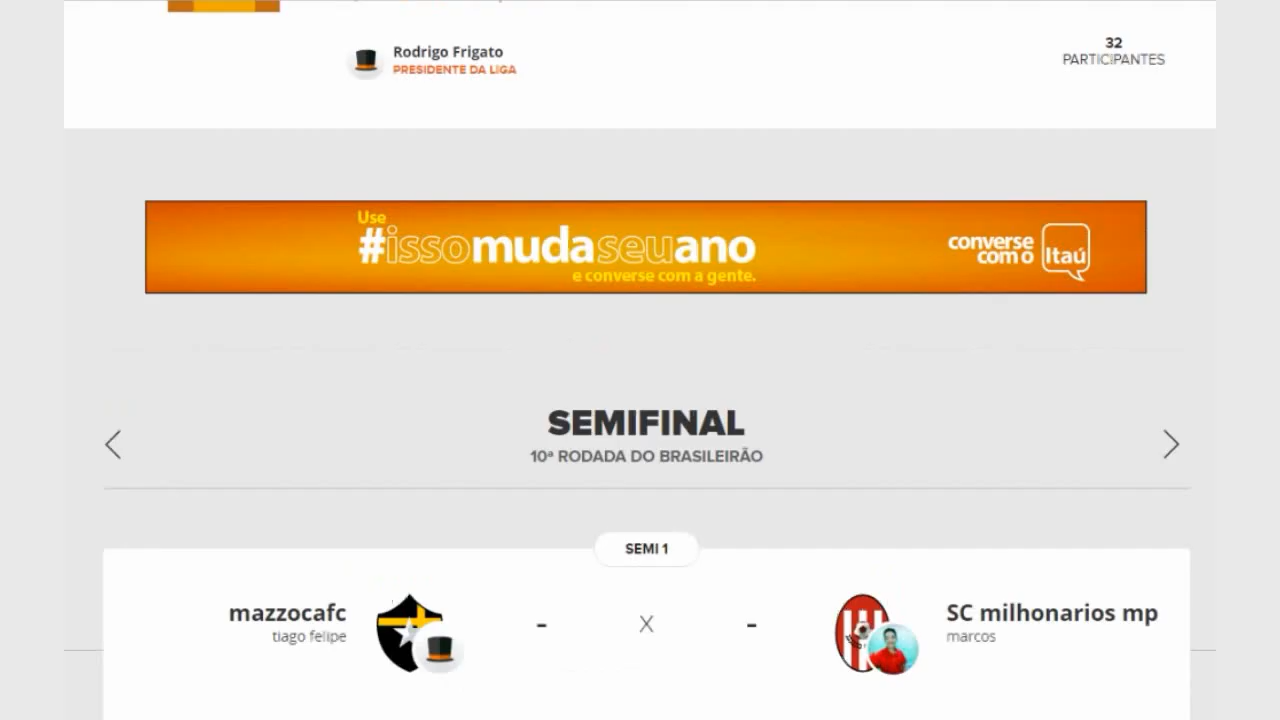 Rodrigo Frigato
PRESIDENTE DA LIGA
32
PARTICIPANTES
Use
#issomudaseuano
e converse com a gente.
converse
com o
Itaú
SEMIFINAL
10ª RODADA DO BRASILEIRÃO
SEMI 1
mazzocafc
tiago felipe
-
X
-
SC milhonarios mp
marcos